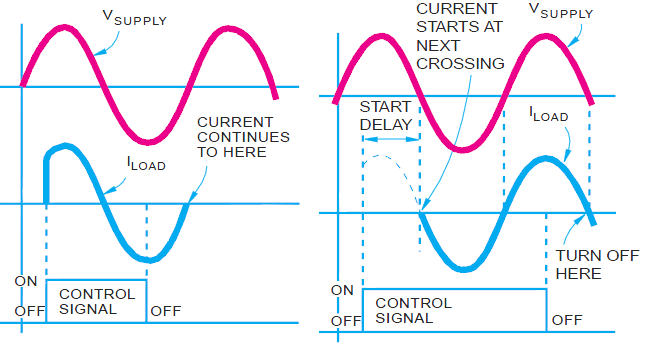 VSUPPLY
CURRENT
CONTINUES
TO HERE
ILOAD
ON
OFF
CONTROL
SIGNAL
OFF
CURRENT
STARTS AT
NEXT
CROSSING
VSUPPLY
START
DELAY
ILOAD
TURN OFF
HERE
ON
OFF
CONTROL
SIGNAL
OFF